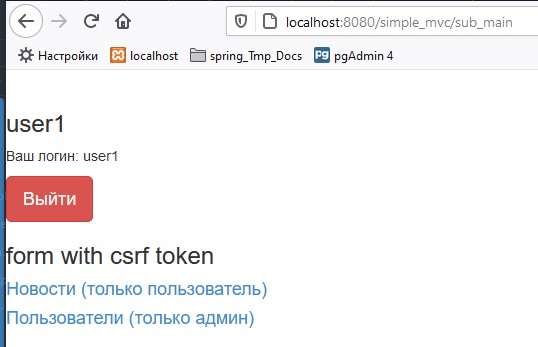 localhost:8080/simple_mvc/sub_main
Настройки localhost spring_Tmp_Docs pgAdmin 4
user1
Ваш логин: user1
Выйти
form with csrf token
Новости (только пользователь)
Пользователи (только админ)